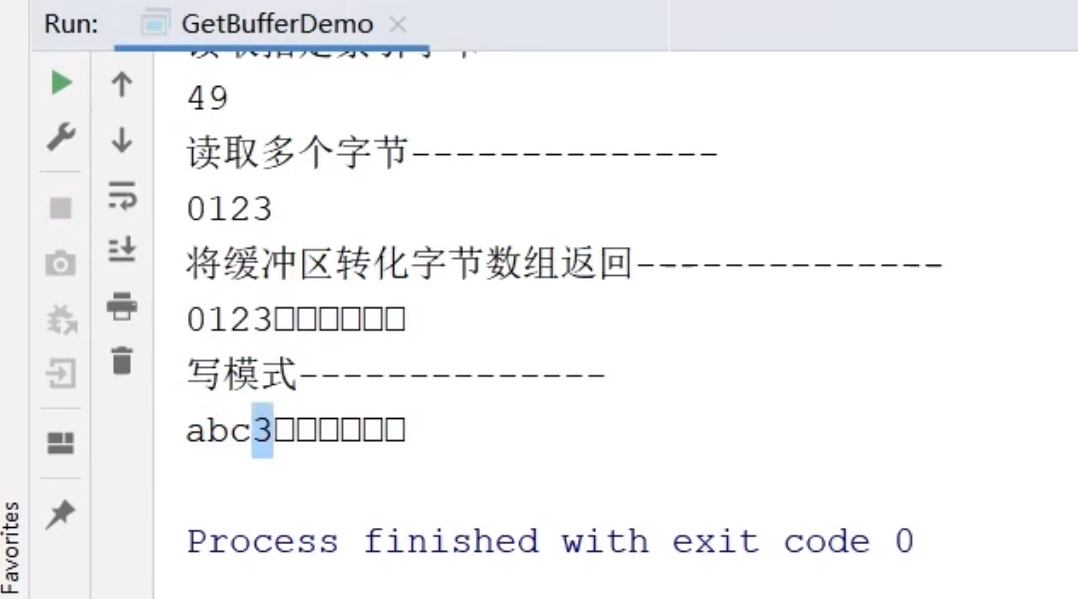 Run: GetBufferDemo
49
读取多个字节--------------
0123
将缓冲区转化字节数组返回--------------
0123□□□□□□
写模式--------------
abc3□□□□□□
Process finished with exit code 0
Favorites